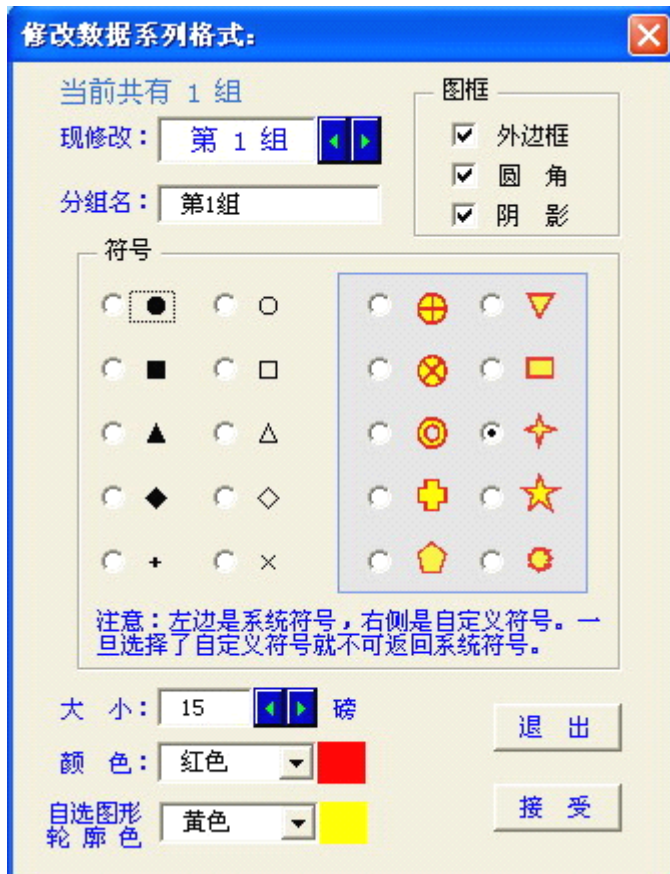 修改数据系列格式:
当前共有 1 组
图框
现修改: 第 1 组
外边框
圆 角
分组名: 第1组
阴 影
符号
注意:左边是系统符号,右侧是自定义符号。一
旦选择了自定义符号就不可返回系统符号。
大 小: 15 磅
退 出
颜 色: 红色
自选图形
轮 廓 色 黄色
接 受